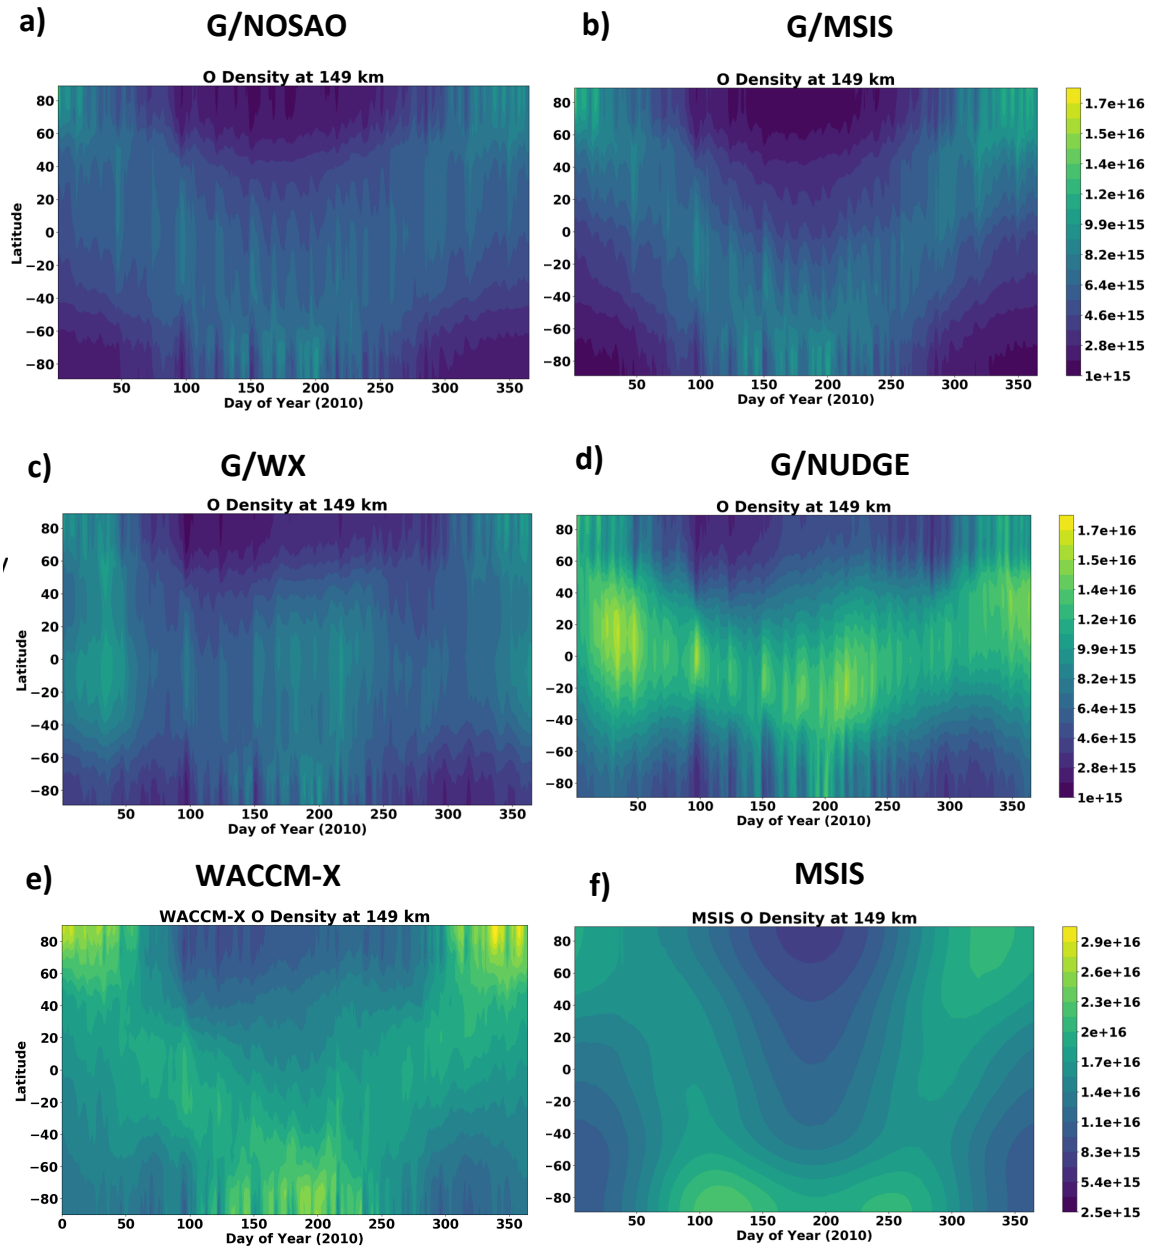 a)
G/NOSAO
b)
G/MSIS
O Density at 149 km
80
60
40
20
0
−20
−40
−60
−80
Latitude
50 100 150 200 250 300 350
Day of Year (2010)
O Density at 149 km
80
60
40
20
0
−20
−40
−60
−80
50 100 150 200 250 300 350
Day of Year (2010)
1.7e+16
1.5e+16
1.4e+16
1.2e+16
9.9e+15
8.2e+15
6.4e+15
4.6e+15
2.8e+15
1e+15
c)
G/WX
d)
G/NUDGE
O Density at 149 km
80
60
40
20
0
−20
−40
−60
−80
Latitude
50 100 150 200 250 300 350
Day of Year (2010)
O Density at 149 km
80
60
40
20
0
−20
−40
−60
−80
50 100 150 200 250 300 350
Day of Year (2010)
1.7e+16
1.5e+16
1.4e+16
1.2e+16
9.9e+15
8.2e+15
6.4e+15
4.6e+15
2.8e+15
1e+15
e)
WACCM-X
f)
MSIS
WACCM-X O Density at 149 km
80
60
40
20
0
−20
−40
−60
−80
Latitude
0 50 100 150 200 250 300 350
Day of Year (2010)
MSIS O Density at 149 km
80
60
40
20
0
−20
−40
−60
−80
50 100 150 200 250 300 350
Day of Year (2010)
2.9e+16
2.6e+16
2.3e+16
2e+16
1.7e+16
1.4e+16
1.1e+16
8.3e+15
5.4e+15
2.5e+15